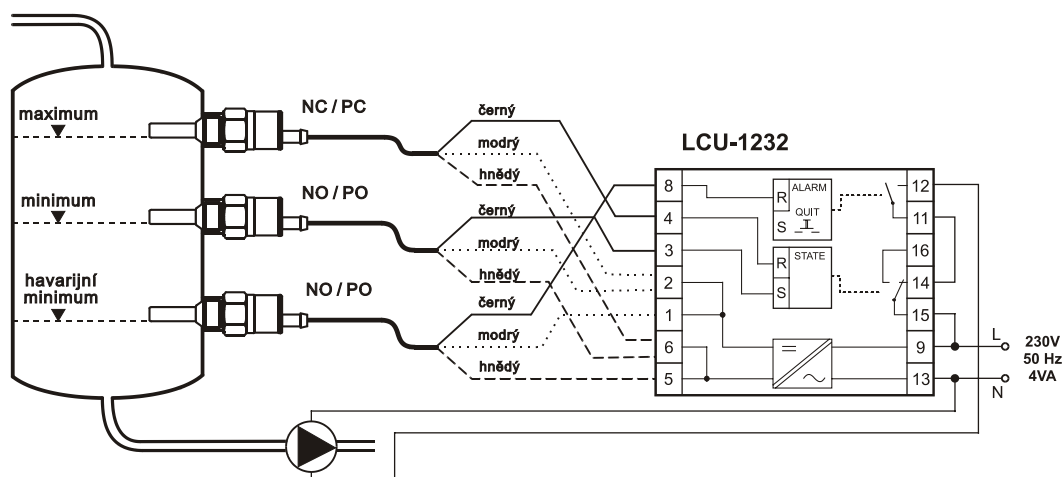 maximum
NC / PC
černý
modrý
hnědý
minimum
NO / PO
černý
modrý
hnědý
havarijní
minimum
NO / PO
černý
modrý
hnědý
LCU-1232
8
4
3
2
1
6
5
R
ALARM
QUIT
S
R
STATE
S
12
11
16
14
15
9
13
L
N
230V
50 Hz
4VA